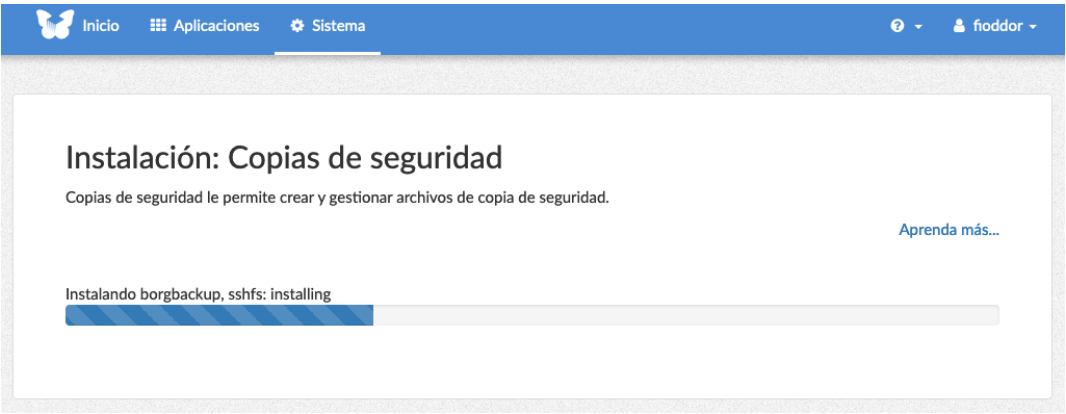 Inicio Aplicaciones Sistema fioddor
Instalación: Copias de seguridad
Copias de seguridad le permite crear y gestionar archivos de copia de seguridad.
Aprenda más...
Instalando borgbackup, sshfs: installing